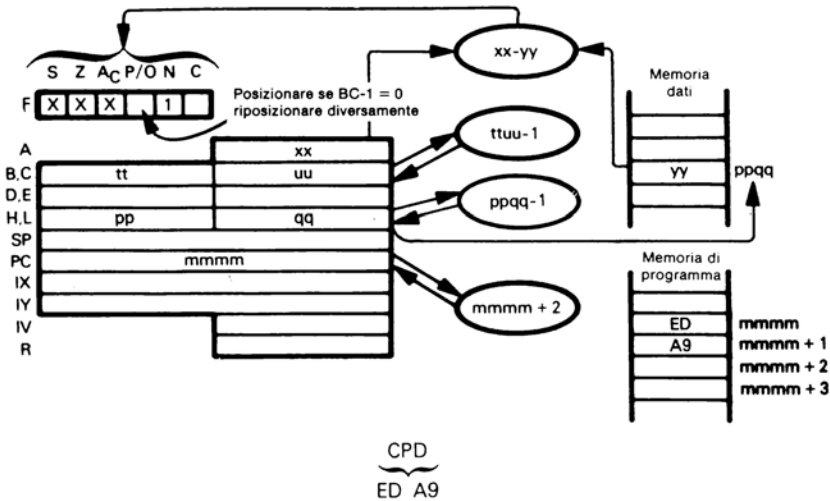 xx-yy
S Z AC P/O N C
F X X X 1
Posizionare se BC-1 = 0
riposizionare diversamente
Memoria
dati
A xx
ttuu-1
B,C tt uu
yy ppqq
D,E
ppqq-1
H,L pp qq
SP
PC mmmm
Memoria di
programma
IX
IY
mmmm + 2
IV
ED mmmm
R
A9 mmmm + 1
mmmm + 2
mmmm + 3
CPD
ED A9